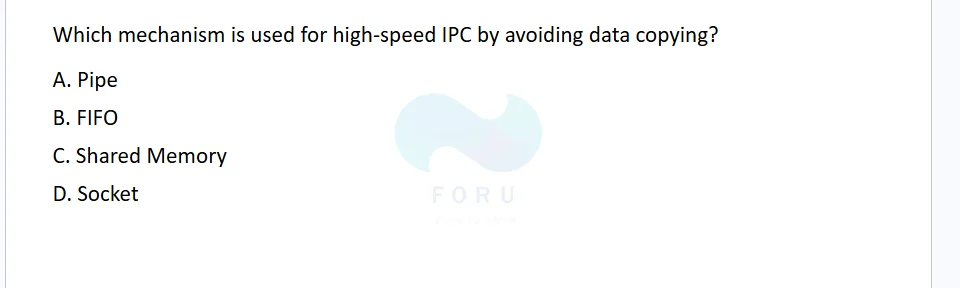 Which mechanism is used for high-speed IPC by avoiding data copying?
A. Pipe
B. FIFO
C. Shared Memory
D. Socket
FORU